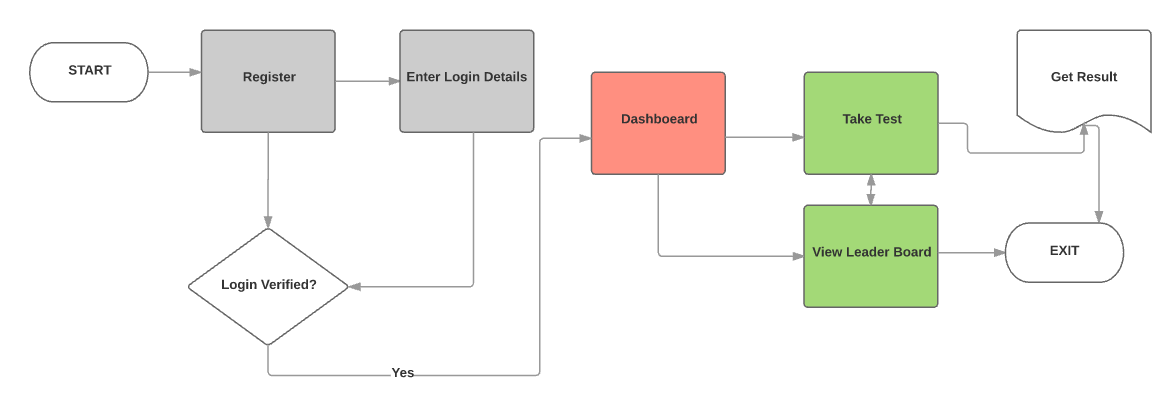 START
Register
Enter Login Details
Dashboeard
Take Test
Get Result
View Leader Board
EXIT
Login Verified?
Yes